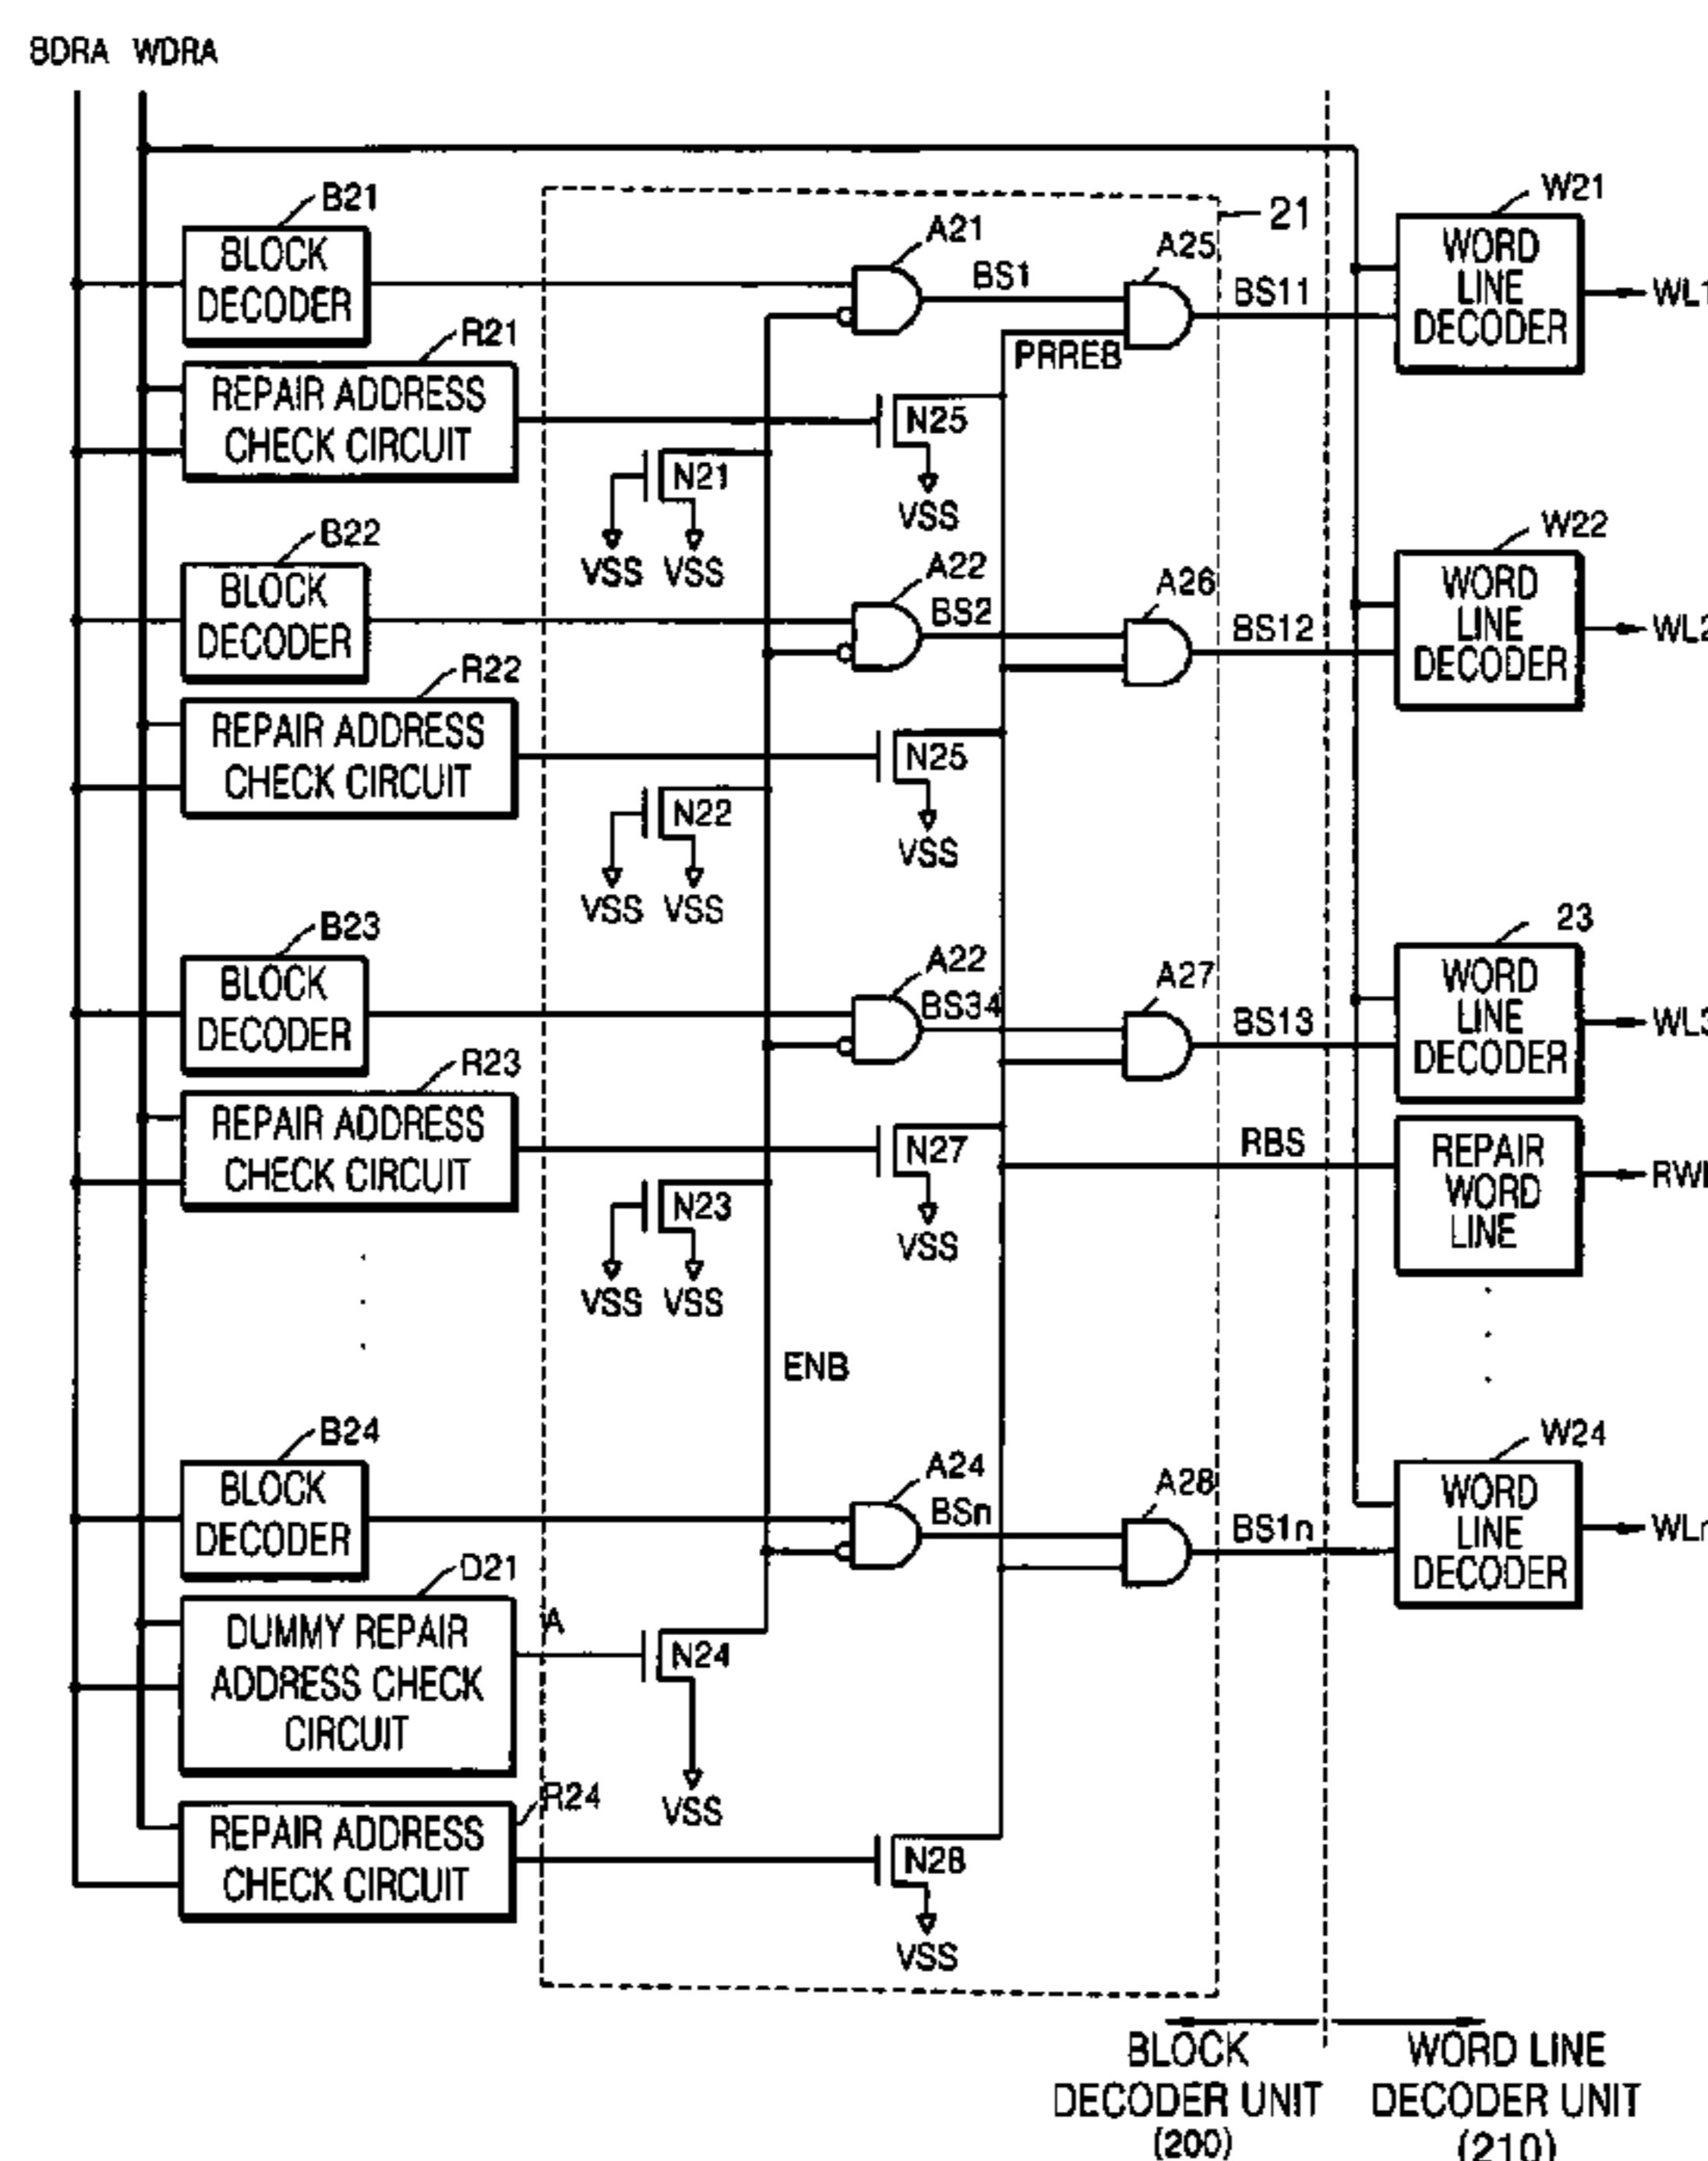 BDRA WDRA
B21
BLOCK
DECODER
R21
REPAIR ADDRESS
CHECK CIRCUIT
A21
BS1
A25
21
BS11
PRREB
N25
VSS
N21
VSS VSS
W21
WORD
LINE
DECODER
WL1
B22
BLOCK
DECODER
R22
REPAIR ADDRESS
CHECK CIRCUIT
A22
BS2
A26
BS12
N25
VSS
N22
VSS VSS
W22
WORD
LINE
DECODER
WL2
B23
BLOCK
DECODER
R23
REPAIR ADDRESS
CHECK CIRCUIT
A22
BS34
A27
BS13
N27
VSS
N23
VSS VSS
23
WORD
LINE
DECODER
WL3
RBS
REPAIR
WORD
LINE
ENB
B24
BLOCK
DECODER
A24
BSn
A28
BS1n
W24
WORD
LINE
DECODER
D21
DUMMY REPAIR
ADDRESS CHECK
CIRCUIT
A
N24
VSS
R24
REPAIR ADDRESS
CHECK CIRCUIT
N28
VSS
BLOCK
DECODER UNIT
(200)
WORD LINE
DECODER UNIT
(210)